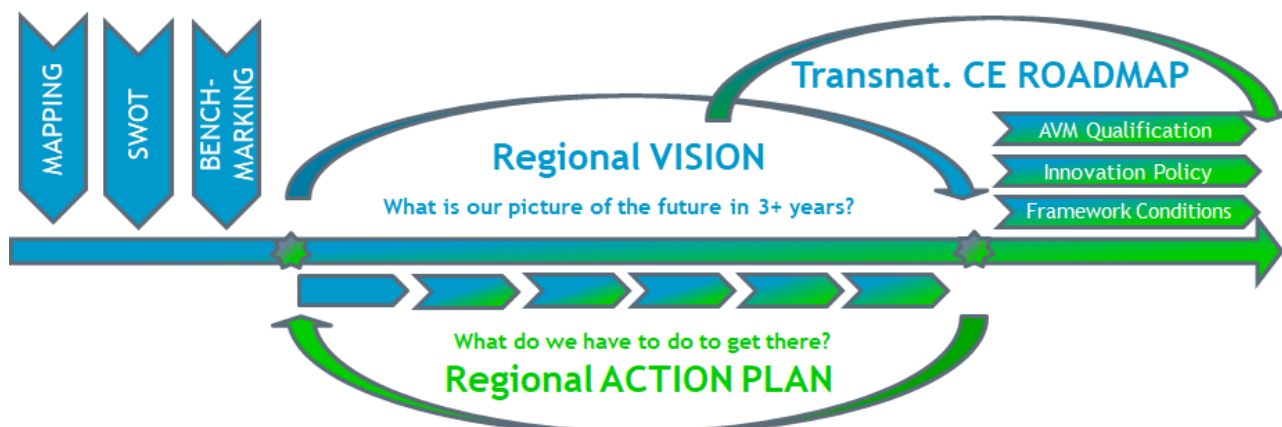 MAPPING
SWOT
BENCH-
MARKING
Transnat. CE ROADMAP
AVM Qualification
Innovation Policy
Framework Conditions
Regional VISION
What is our picture of the future in 3+ years?
What do we have to do to get there?
Regional ACTION PLAN